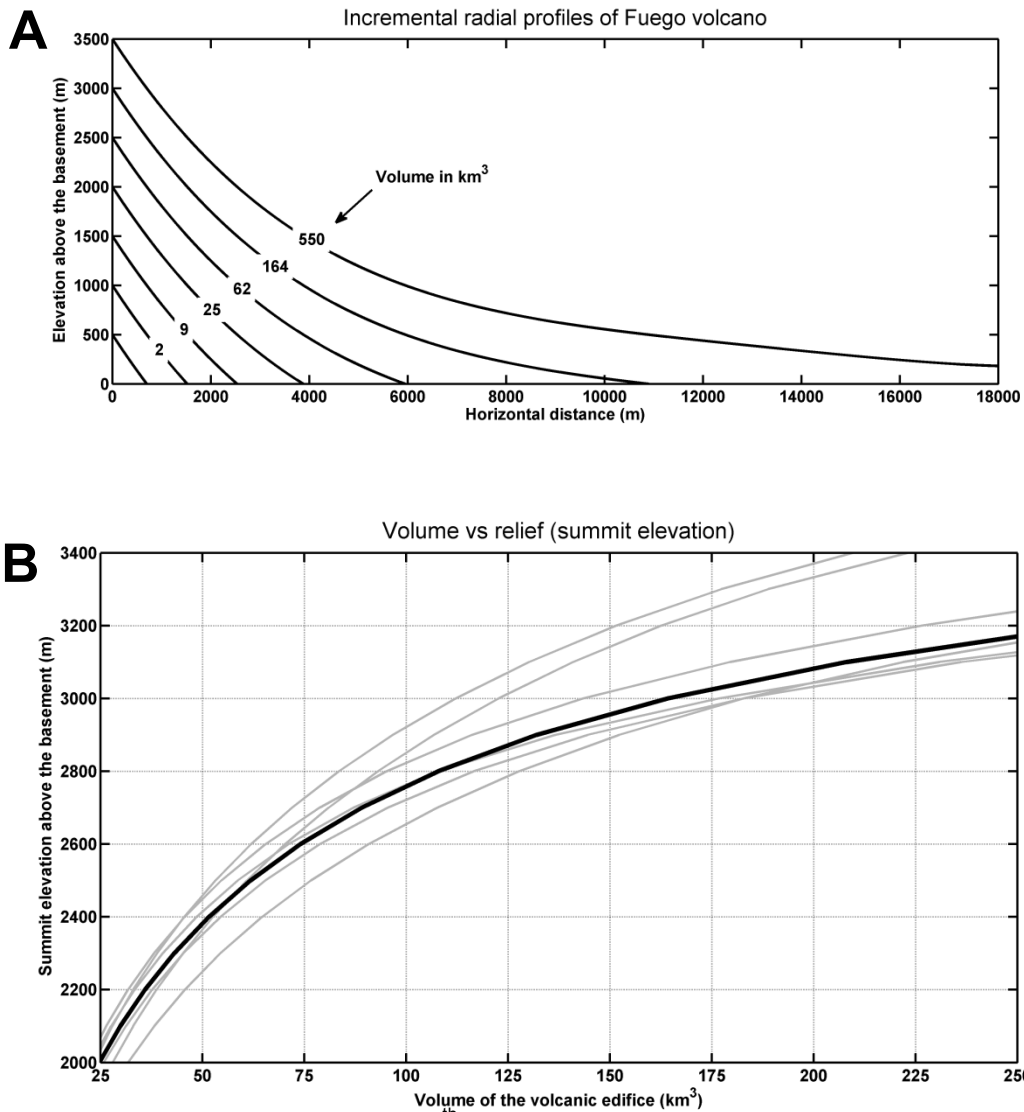 A
Incremental radial profiles of Fuego volcano
3500
3000
2500
2000
1500
1000
500
0
Elevation above the basement (m)
Volume in km³
550
164
62
25
9
2
0 2000 4000 6000 8000 10000 12000 14000 16000 18000
Horizontal distance (m)
B
Volume vs relief (summit elevation)
3400
3200
3000
2800
2600
2400
2200
2000
Summit elevation above the basement (m)
25 50 75 100 125 150 175 200 225 25
Volume of the volcanic edifice (km³)
th